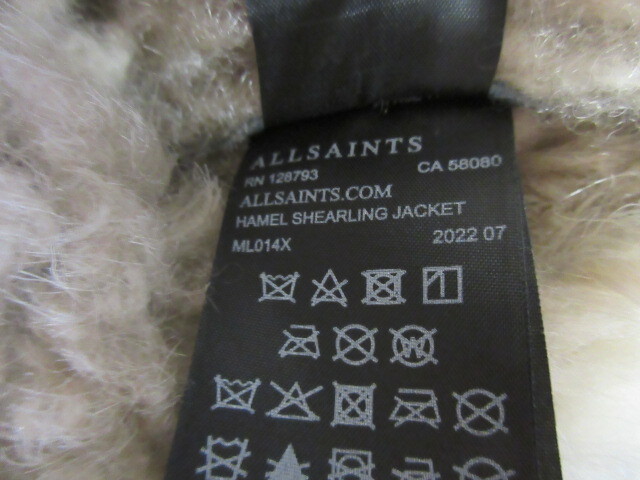 ALLSAINTS
RN 128793 CA 58080
ALLSAINTS.COM
HAMEL SHEARLING JACKET
ML014X 2022 07
W